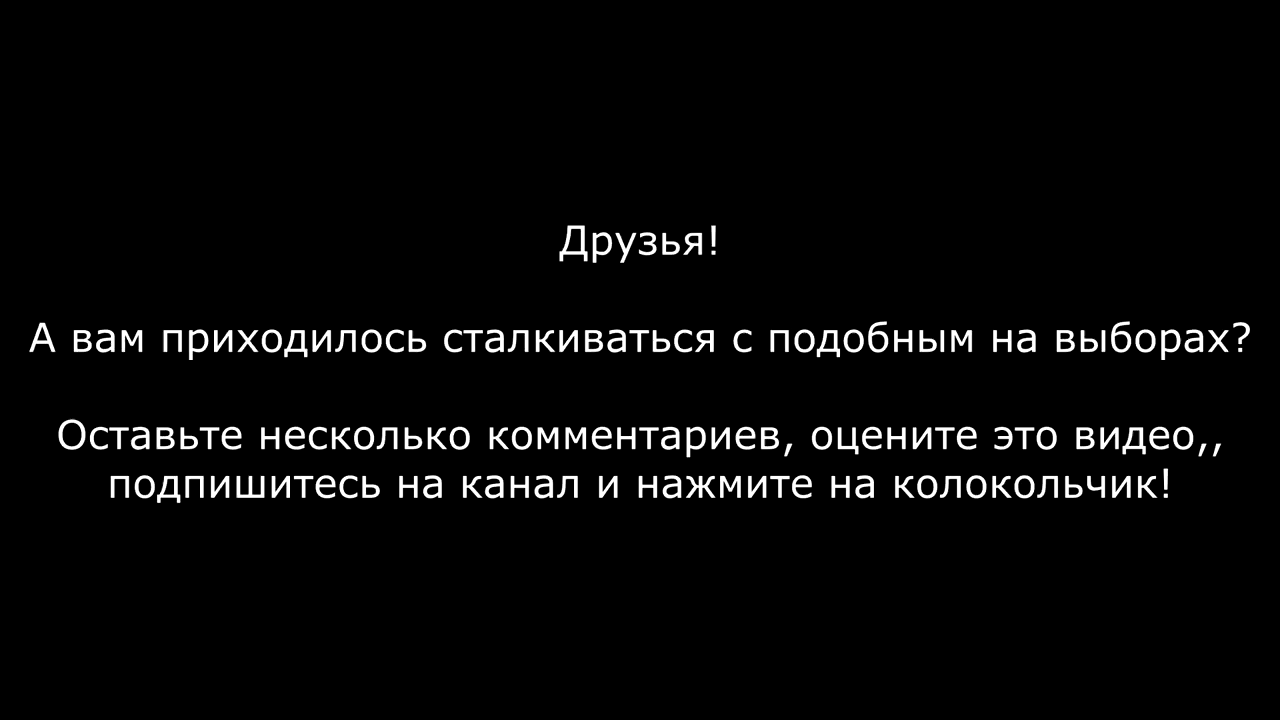 Друзья!
А вам приходилось сталкиваться с подобным на выборах?
Оставьте несколько комментариев, оцените это видео,,
подпишитесь на канал и нажмите на колокольчик!